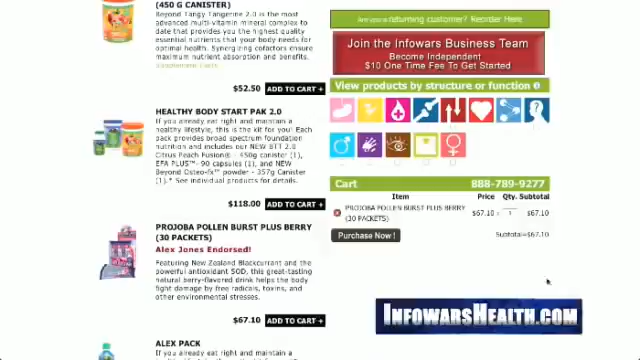 (450 G CANISTER)
Beyond Tangy Tangerine 2.0 is the most
advanced multi-vitamin mineral complex to
date that provides you the highest quality
essential nutrients that your body needs for
optimal health. Synergizing cofactors ensure
maximum nutrient absorption and benefits.
Supplement Facts
$52.50 ADD TO CART +
HEALTHY BODY START PAK 2.0
If you already eat right and maintain a
healthy lifestyle, this is the kit for you! Each
pack provides broad spectrum foundation
nutrition and includes our NEW BTT 2.0
Citrus Peach Fusion® - 450g canister (1),
EFA PLUS™- 90 capsules (1), and NEW
Beyond Osteo-fx™ powder - 357g Canister
(1).* See individual products for details.
$118.00 ADD TO CART +
PROJOBA POLLEN BURST PLUS BERRY
(30 PACKETS)
Alex Jones Endorsed!
Featuring New Zealand Blackcurrant and the
powerful antioxidant SOD, this great-tasting
natural berry-flavored drink helps the body
fight damage by free radicals, toxins, and
other environmental stresses.
$67.10 ADD TO CART +
ALEX PACK
If you already eat right and maintain a
Are you a returning customer? Reorder Here
Join the Infowars Business Team
Become Independent
$10 One Time Fee To Get Started
View products by structure or function
Cart 888-789-9277
Item Price Qty. Subtotal
PROJOBA POLLEN BURST PLUS BERRY
(30 PACKETS) $67.10 1 $67.10
Purchase Now! Subtotal=$67.10
INFOWARSHEALTH.COM